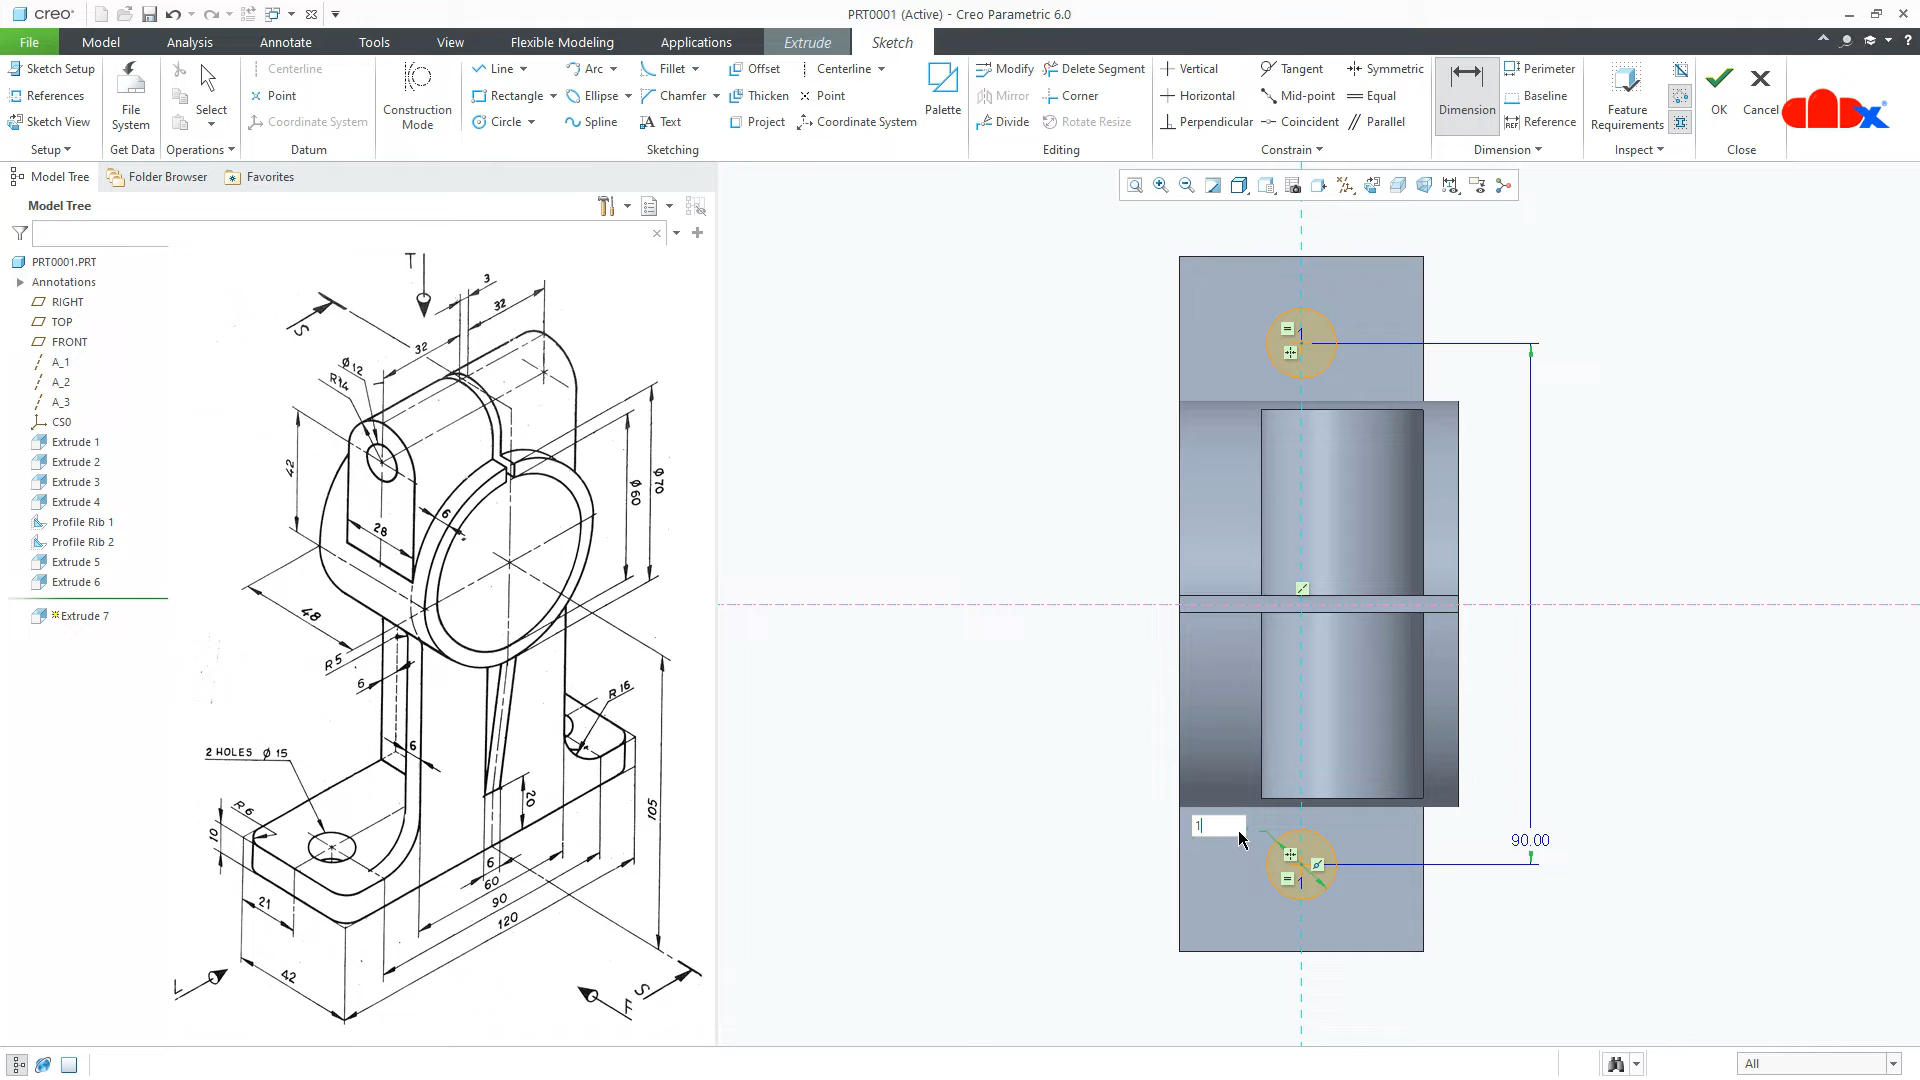 creo
PRT0001 (Active) - Creo Parametric 6.0
File Model Analysis Annotate Tools View Flexible Modeling Applications Extrude Sketch
Sketch Setup
References
Sketch View
Setup
File System
Get Data
Select
Operations
Centerline
Point
Coordinate System
Datum
Construction Mode
Line Arc Fillet Offset Centerline
Rectangle Ellipse Chamfer Thicken Point
Circle Spline Text Project Coordinate System
Palette
Sketching
Modify Delete Segment
Mirror Corner
Divide Rotate Resize
Editing
Vertical Tangent Symmetric
Horizontal Mid-point Equal
Perpendicular Coincident Parallel
Constrain
Dimension
Perimeter
Baseline
REF Reference
Dimension
Feature Requirements
Inspect
OK Cancel
Close
Model Tree Folder Browser Favorites
Model Tree
PRT0001.PRT
Annotations
RIGHT
TOP
FRONT
A_1
A_2
A_3
CS0
Extrude 1
Extrude 2
Extrude 3
Extrude 4
Profile Rib 1
Profile Rib 2
Extrude 5
Extrude 6
Extrude 7
T
3
32
S
32
Ø12
R14
42
Ø60
Ø70
6
28
48
R5
6
R16
2 HOLES Ø 15
6
20
105
R6
10
6
60
21
90
120
42
L
S
F
1
90.00
1
1
All